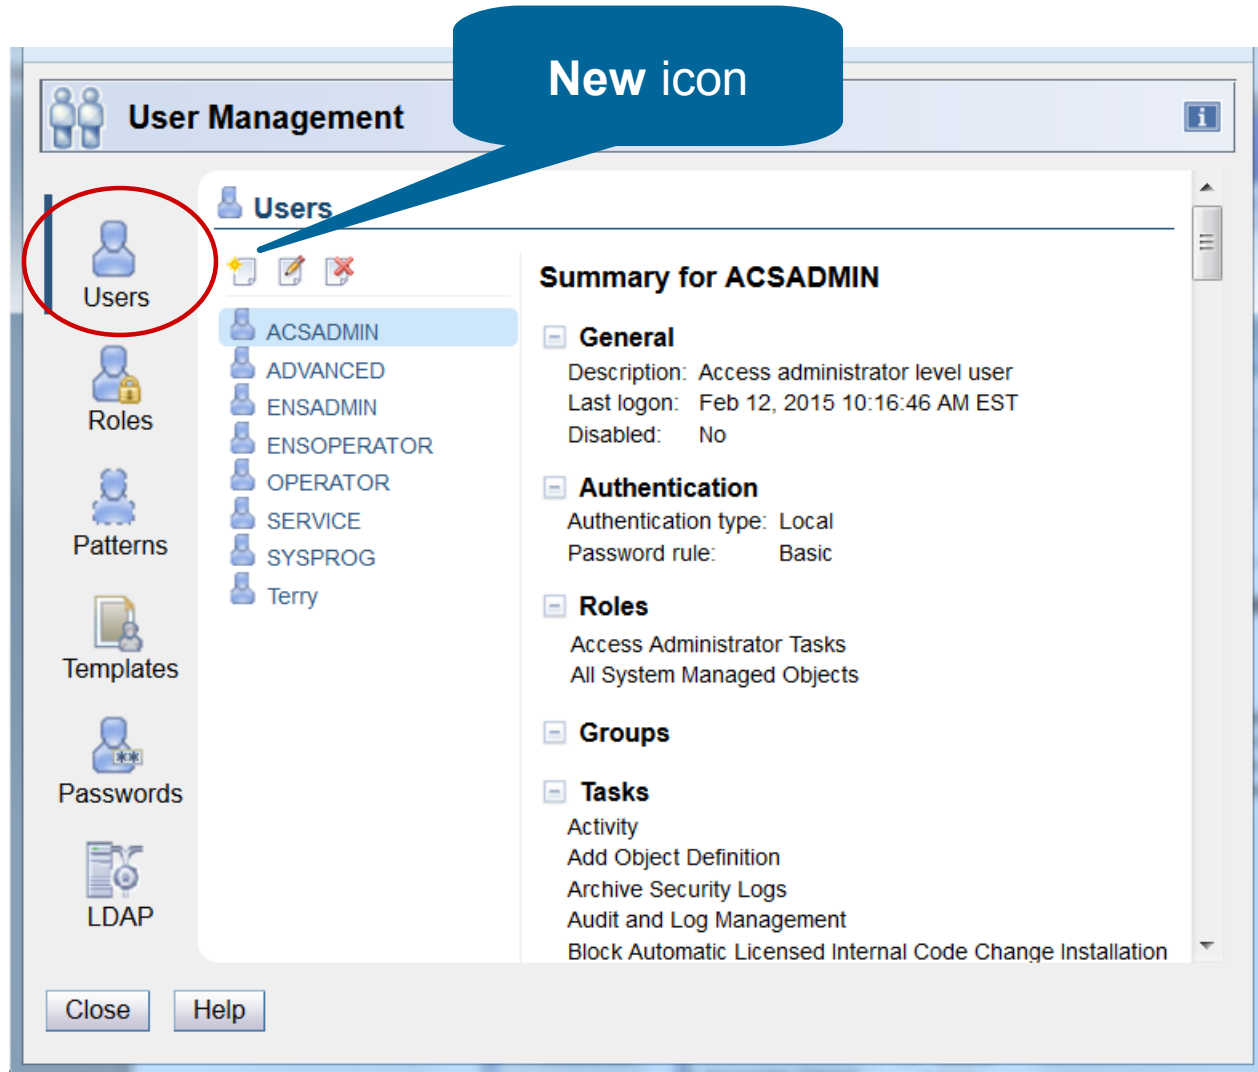 New icon
User Management
i
Users
Users
Roles
Patterns
Templates
Passwords
LDAP
ACSADMIN
ADVANCED
ENSADMIN
ENSOPERATOR
OPERATOR
SERVICE
SYSPROG
Terry
Summary for ACSADMIN
General
Description: Access administrator level user
Last logon: Feb 12, 2015 10:16:46 AM EST
Disabled: No
Authentication
Authentication type: Local
Password rule: Basic
Roles
Access Administrator Tasks
All System Managed Objects
Groups
Tasks
Activity
Add Object Definition
Archive Security Logs
Audit and Log Management
Block Automatic Licensed Internal Code Change Installation
Close
Help